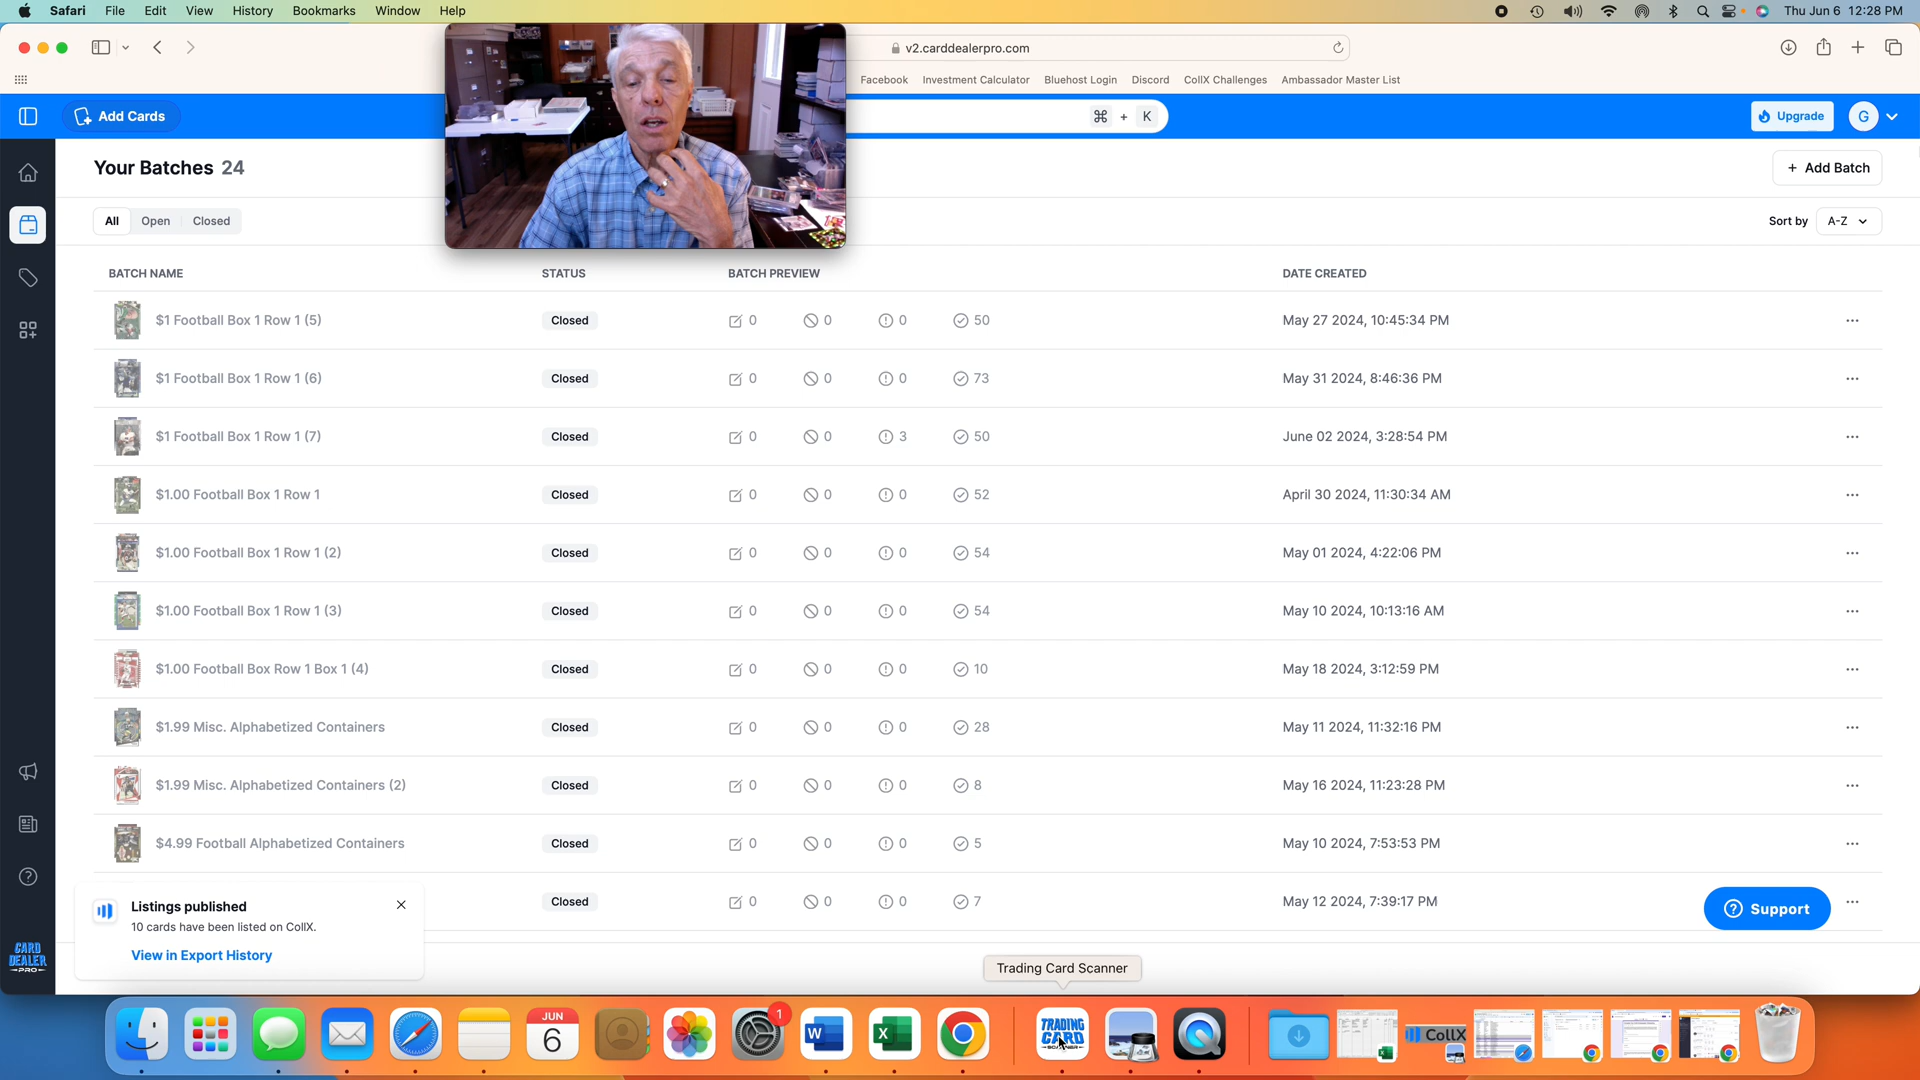 Safari File Edit View History Bookmarks Window Help
Thu Jun 6 12:28 PM
v2.carddealerpro.com
Facebook Investment Calculator Bluehost Login Discord CollX Challenges Ambassador Master List
Add Cards
⌘ + K
Upgrade
G
Your Batches 24
+ Add Batch
All Open Closed
Sort by A-Z
BATCH NAME STATUS BATCH PREVIEW DATE CREATED
$1 Football Box 1 Row 1 (5) Closed 0 0 0 50 May 27 2024, 10:45:34 PM
$1 Football Box 1 Row 1 (6) Closed 0 0 0 73 May 31 2024, 8:46:36 PM
$1 Football Box 1 Row 1 (7) Closed 0 0 3 50 June 02 2024, 3:28:54 PM
$1.00 Football Box 1 Row 1 Closed 0 0 0 52 April 30 2024, 11:30:34 AM
$1.00 Football Box 1 Row 1 (2) Closed 0 0 0 54 May 01 2024, 4:22:06 PM
$1.00 Football Box 1 Row 1 (3) Closed 0 0 0 54 May 10 2024, 10:13:16 AM
$1.00 Football Box Row 1 Box 1 (4) Closed 0 0 0 10 May 18 2024, 3:12:59 PM
$1.99 Misc. Alphabetized Containers Closed 0 0 0 28 May 11 2024, 11:32:16 PM
$1.99 Misc. Alphabetized Containers (2) Closed 0 0 0 8 May 16 2024, 11:23:28 PM
$4.99 Football Alphabetized Containers Closed 0 0 0 5 May 10 2024, 7:53:53 PM
Closed 0 0 0 7 May 12 2024, 7:39:17 PM
Listings published
10 cards have been listed on CollX.
View in Export History
Support
CARD
DEALER
PRO
Trading Card Scanner
JUN
6
1
W
X
TRADING
CARD
SCANNER
CollX